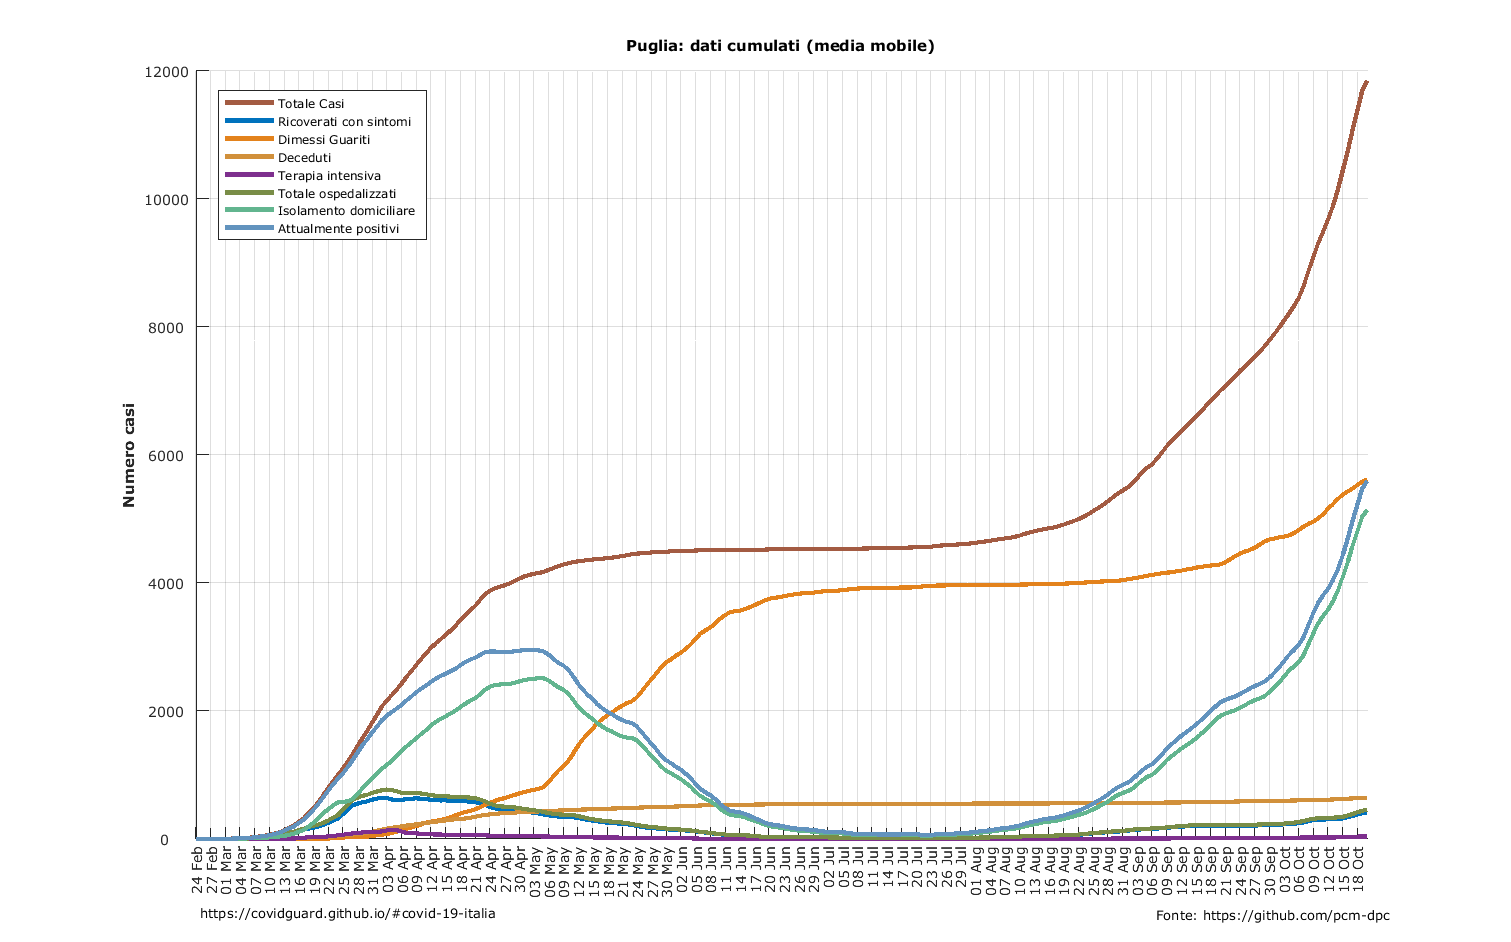 Puglia: dati cumulati (media mobile)
12000
10000
8000
6000
4000
2000
0
Numero casi
Totale Casi
Ricoverati con sintomi
Dimessi Guariti
Deceduti
Terapia intensiva
Totale ospedalizzati
Isolamento domiciliare
Attualmente positivi
24 Feb
27 Feb
01 Mar
04 Mar
07 Mar
10 Mar
13 Mar
16 Mar
19 Mar
22 Mar
25 Mar
28 Mar
31 Mar
03 Apr
06 Apr
09 Apr
12 Apr
15 Apr
18 Apr
21 Apr
24 Apr
27 Apr
30 Apr
03 May
06 May
09 May
12 May
15 May
18 May
21 May
24 May
27 May
30 May
02 Jun
05 Jun
08 Jun
11 Jun
14 Jun
17 Jun
20 Jun
23 Jun
26 Jun
29 Jun
02 Jul
05 Jul
08 Jul
11 Jul
14 Jul
17 Jul
20 Jul
23 Jul
26 Jul
29 Jul
01 Aug
04 Aug
07 Aug
10 Aug
13 Aug
16 Aug
19 Aug
22 Aug
25 Aug
28 Aug
31 Aug
03 Sep
06 Sep
09 Sep
12 Sep
15 Sep
18 Sep
21 Sep
24 Sep
27 Sep
30 Sep
03 Oct
06 Oct
09 Oct
12 Oct
15 Oct
18 Oct
https://covidguard.github.io/#covid-19-italia
Fonte: https://github.com/pcm-dpc